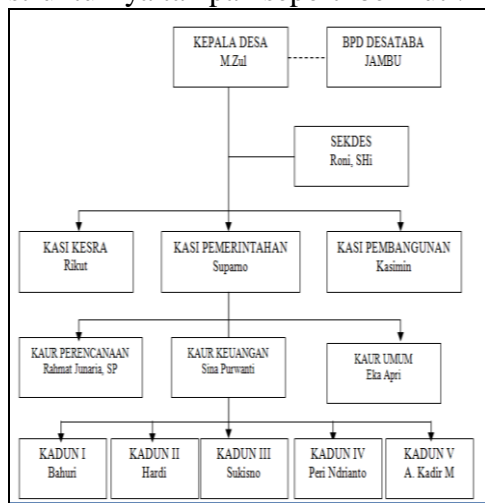 KEPALA DESA
M.Zul
BPD DESATABA
JAMBU
SEKDES
Roni, SHi
KASI KESRA
Rikut
KASI PEMERINTAHAN
Suparno
KASI PEMBANGUNAN
Kasimin
KAUR PERENCANAAN
Rahmat Junaria, SP
KAUR KEUANGAN
Sina Purwanti
KAUR UMUM
Eka Apri
KADUN I
Bahuri
KADUN II
Hardi
KADUN III
Sukisno
KADUN IV
Peri Ndrianto
KADUN V
A. Kadir M